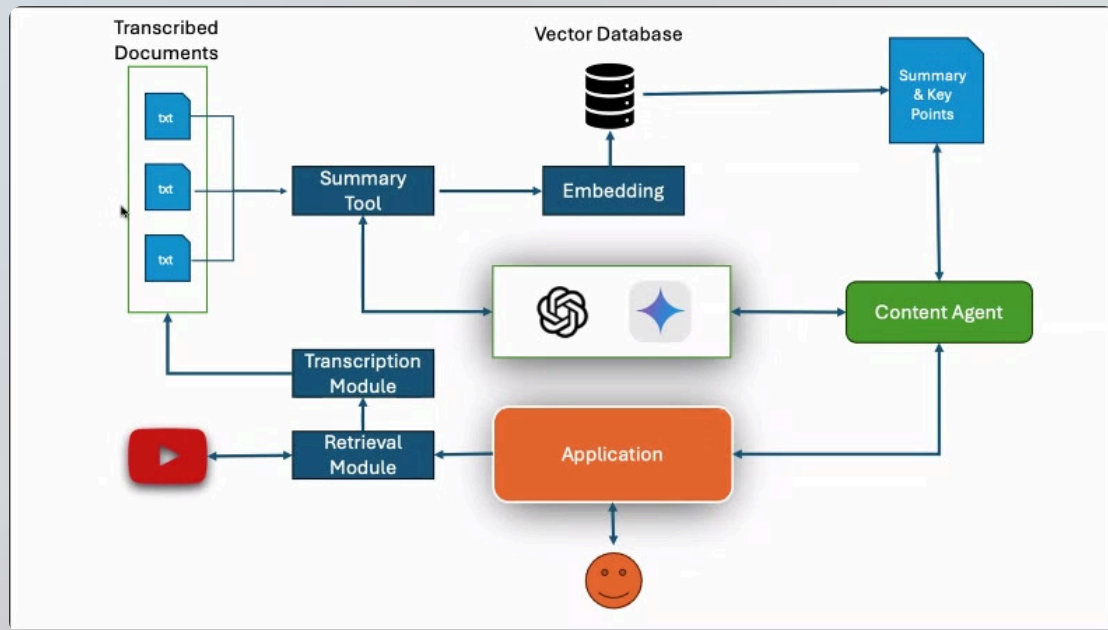 Transcribed
Documents
Vector Database
Summary
& Key
Points
txt
txt
txt
Summary
Tool
Embedding
Content Agent
Transcription
Module
Retrieval
Module
Application